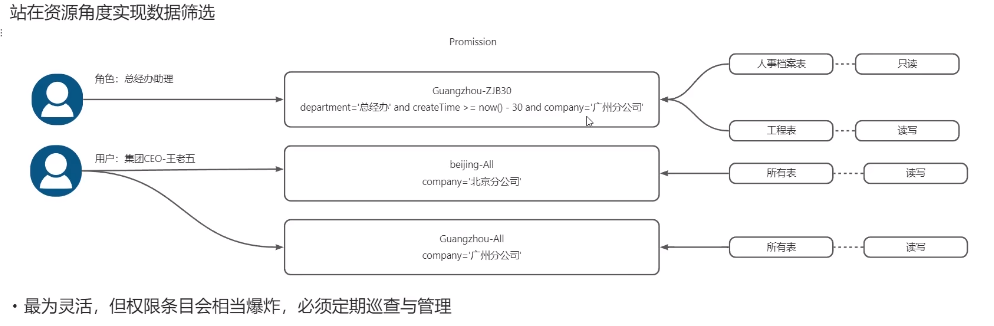 站在资源角度实现数据筛选
Promission
角色：总经办助理
Guangzhou-ZJB30
department='总经办' and createTime >= now() - 30 and company='广州分公司'
人事档案表
只读
工程表
读写
用户：集团CEO-王老五
beijing-All
company='北京分公司'
所有表
读写
Guangzhou-All
company='广州分公司'
所有表
读写
• 最为灵活，但权限条目会相当爆炸，必须定期巡查与管理